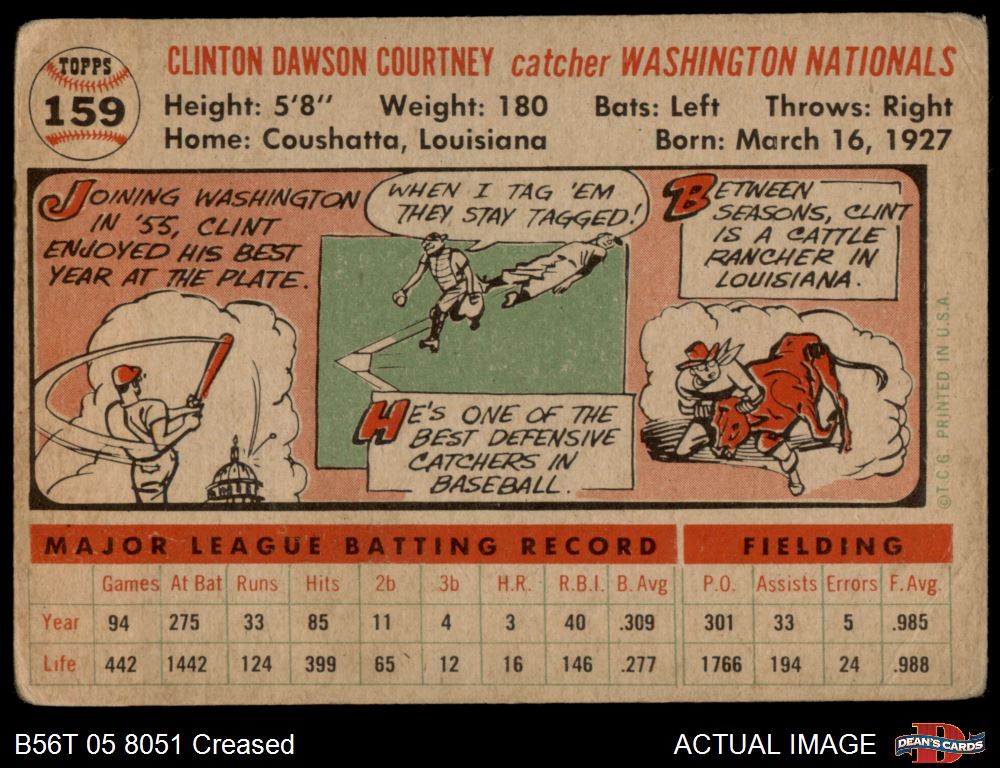 TOPPS
159
CLINTON DAWSON COURTNEY catcher WASHINGTON NATIONALS
Height: 5'8" Weight: 180 Bats: Left Throws: Right
Home: Coushatta, Louisiana Born: March 16, 1927
JOINING WASHINGTON
IN '55, CLINT
ENJOYED HIS BEST
YEAR AT THE PLATE.
WHEN I TAG 'EM
THEY STAY TAGGED!
HE'S ONE OF THE
BEST DEFENSIVE
CATCHERS IN
BASEBALL.
BETWEEN
SEASONS, CLINT
IS A CATTLE
RANCHER IN
LOUISIANA.
©T.C.G. PRINTED IN U.S.A.
MAJOR LEAGUE BATTING RECORD FIELDING
Games At Bat Runs Hits 2b 3b H.R. R.B.I. B. Avg P.O. Assists Errors F. Avg.
Year 94 275 33 85 11 4 3 40 .309 301 33 5 .985
Life 442 1442 124 399 65 12 16 146 .277 1766 194 24 .988
B56T 05 8051 Creased ACTUAL IMAGE
D
DEAN'S CARDS